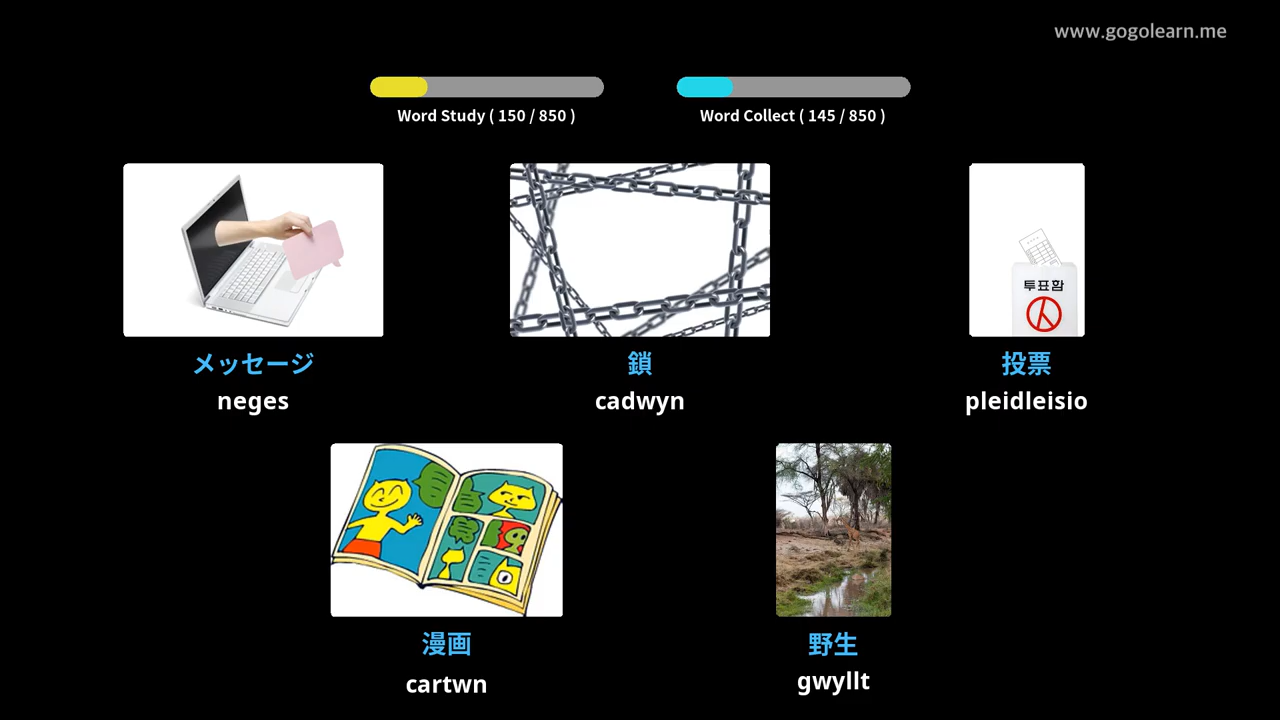 www.gogolearn.me
Word Study ( 150 / 850 )
Word Collect ( 145 / 850 )
투표함
メッセージ
鎖
投票
neges
cadwyn
pleidleisio
漫画
野生
cartwn
gwyllt